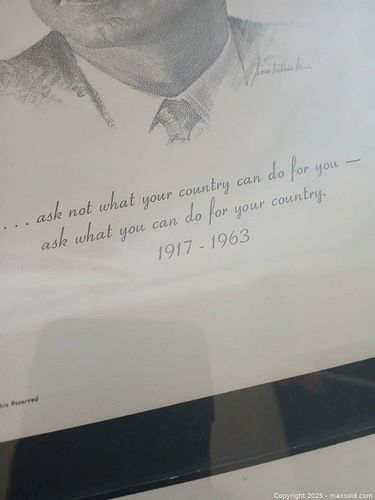 ... ask not what your country can do for you —
ask what you can do for your country.
1917 - 1963
hts Reserved
Copyright 2025 - maxsold.com